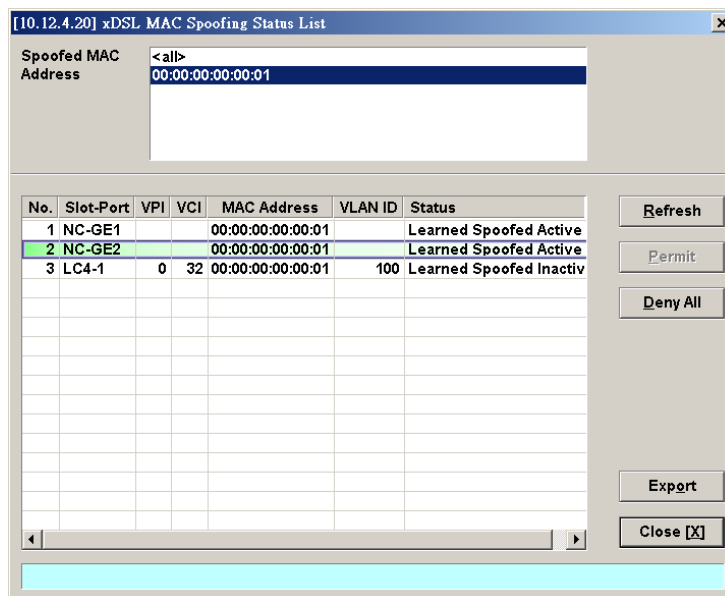 [10.12.4.20] xDSL MAC Spoofing Status List
Spoofed MAC Address
<all>
00:00:00:00:00:01
No. Slot-Port VPI VCI MAC Address VLAN ID Status
1 NC-GE1 00:00:00:00:00:01 Learned Spoofed Active
2 NC-GE2 00:00:00:00:00:01 Learned Spoofed Active
3 LC4-1 0 32 00:00:00:00:00:01 100 Learned Spoofed Inactiv
Refresh
Permit
Deny All
Export
Close [X]